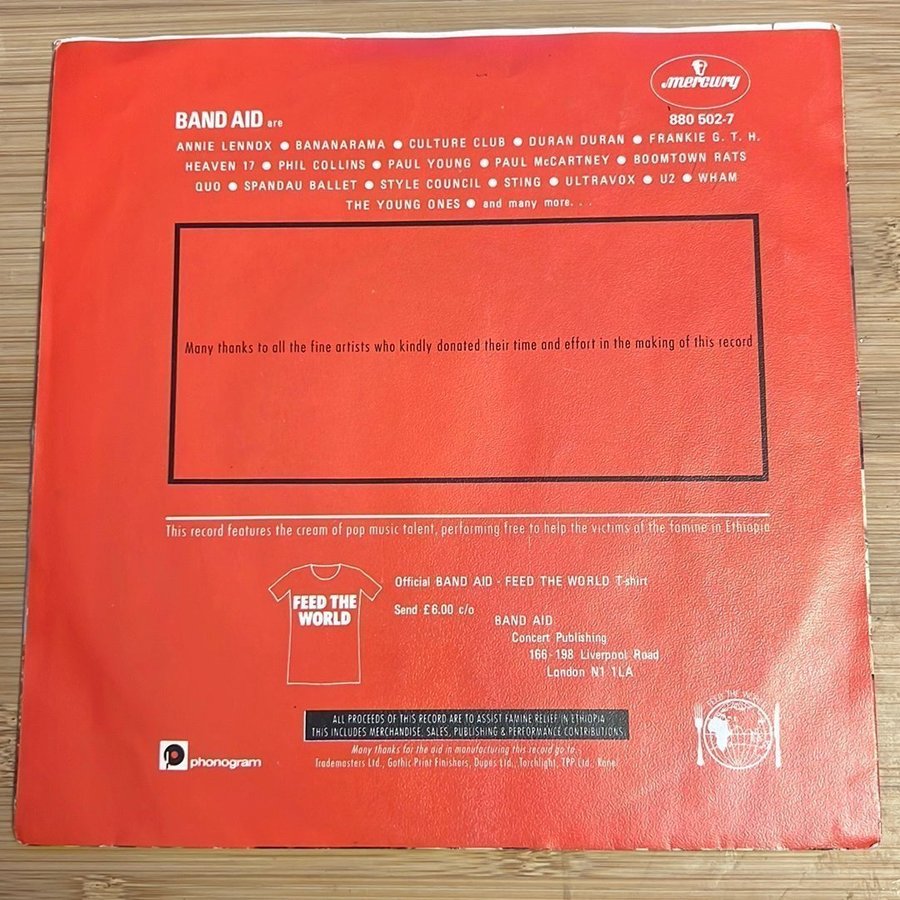 mercury
880 502-7
BAND AID are
ANNIE LENNOX ● BANANARAMA ● CULTURE CLUB ● DURAN DURAN ● FRANKIE G. T. H.
HEAVEN 17 ● PHIL COLLINS ● PAUL YOUNG ● PAUL McCARTNEY ● BOOMTOWN RATS
QUO ● SPANDAU BALLET ● STYLE COUNCIL ● STING ● ULTRAVOX ● U2 ● WHAM
THE YOUNG ONES ● and many more. . .
Many thanks to all the fine artists who kindly donated their time and effort in the making of this record
This record features the cream of pop music talent, performing free to help the victims of the famine in Ethiopia
FEED THE
WORLD
Official BAND AID - FEED THE WORLD T-shirt
Send £6.00 c/o
BAND AID
Concert Publishing
166-198 Liverpool Road
London N1 1LA
FEED THE WORLD
ALL PROCEEDS OF THIS RECORD ARE TO ASSIST FAMINE RELIEF IN ETHIOPIA
THIS INCLUDES MERCHANDISE, SALES, PUBLISHING & PERFORMANCE CONTRIBUTIONS
Many thanks for the aid in manufacturing this record go to:-
Trademasters Ltd., Gothic Print Finishers, Dupes Ltd., Torchlight, TPP Ltd.
phonogram